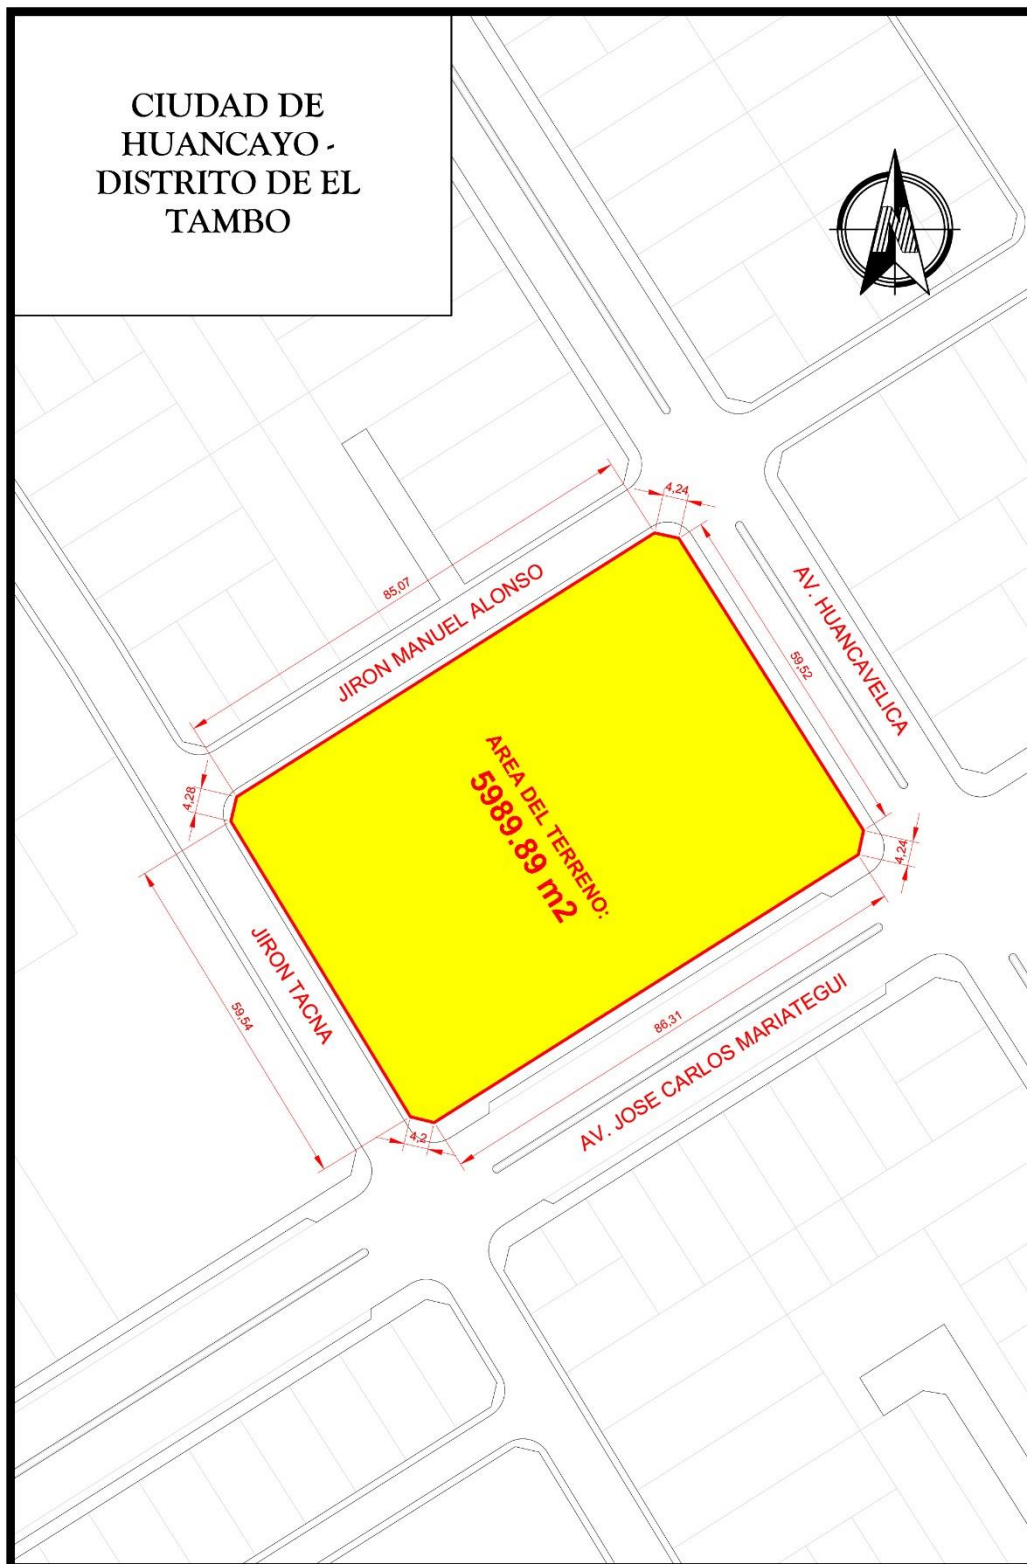 CIUDAD DE
HUANCAYO -
DISTRITO DE EL
TAMBO
N
4,24
85,07
JIRON MANUEL ALONSO
AV. HUANCAVELICA
59,52
4,28
AREA DEL TERRENO:
5989.89 m2
4,24
JIRON TACNA
59,54
86,31
AV. JOSE CARLOS MARIATEGUI
4,2